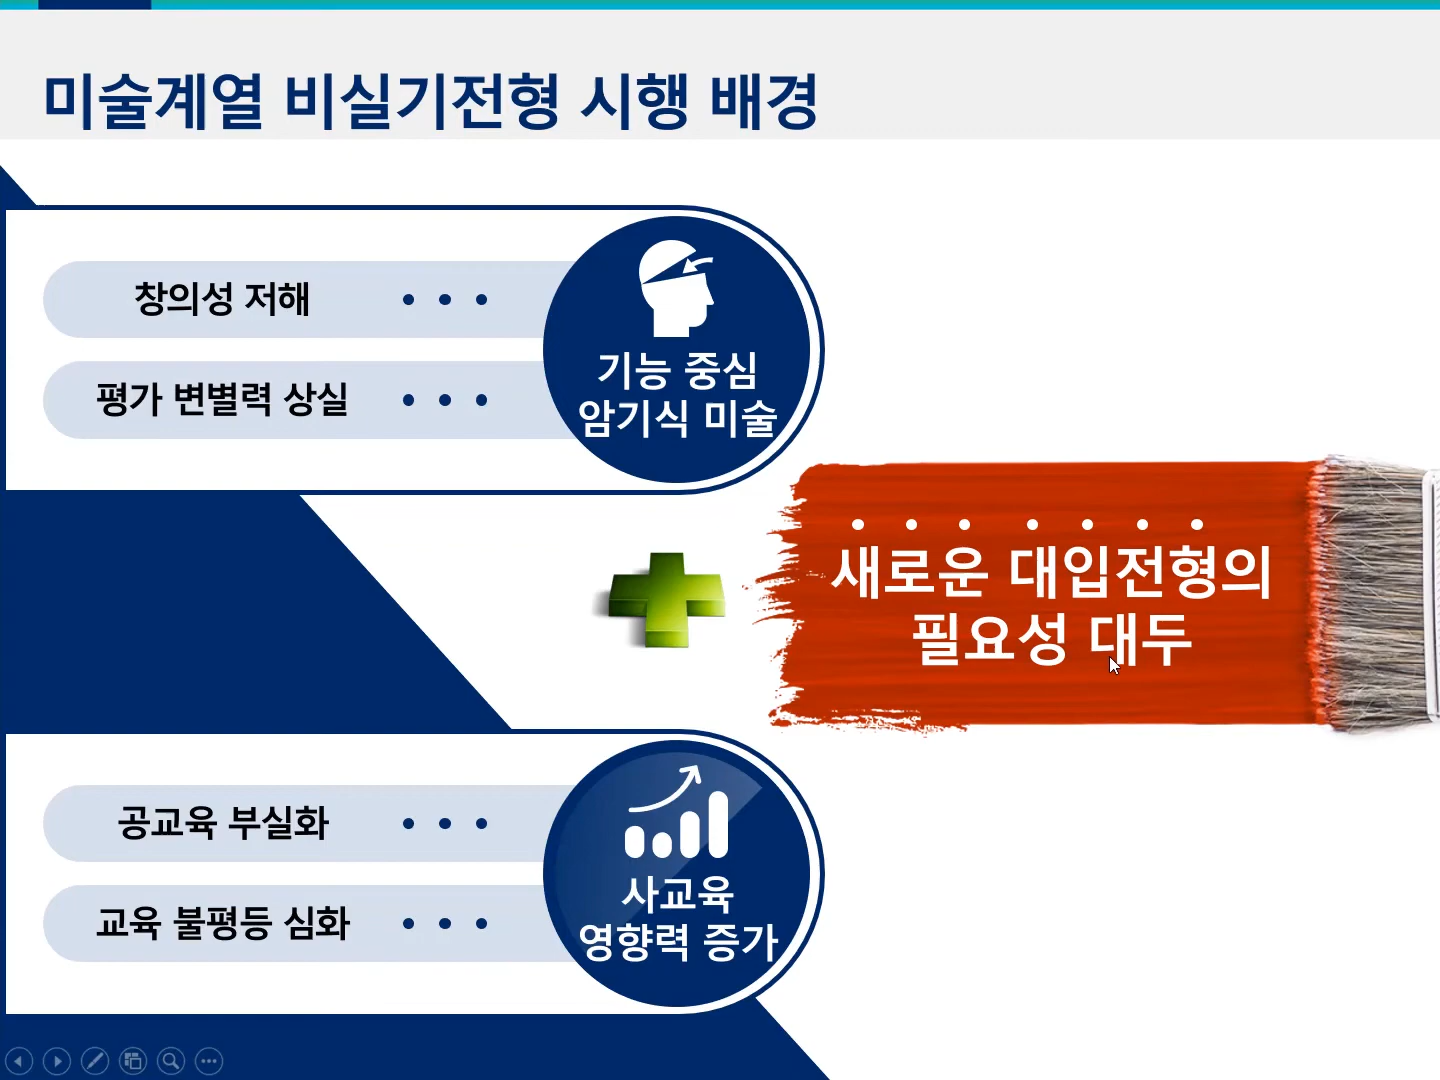 미술계열 비실기전형 시행 배경
창의성 저해
평가 변별력 상실
기능 중심
암기식 미술
새로운 대입전형의
필요성 대두
공교육 부실화
교육 불평등 심화
사교육
영향력 증가